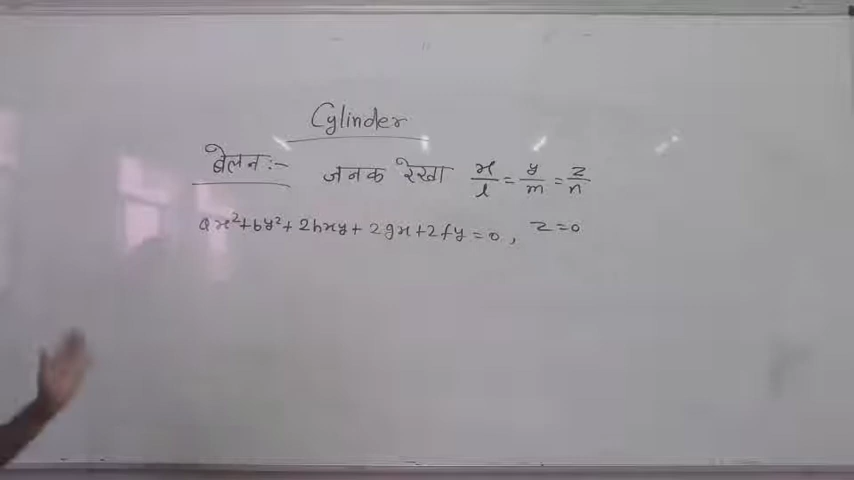 Cylinder
बेलन :- जनक रेखा x/l = y/m = z/n
ax²+by²+2hxy+2gx+2fy=0, z=0